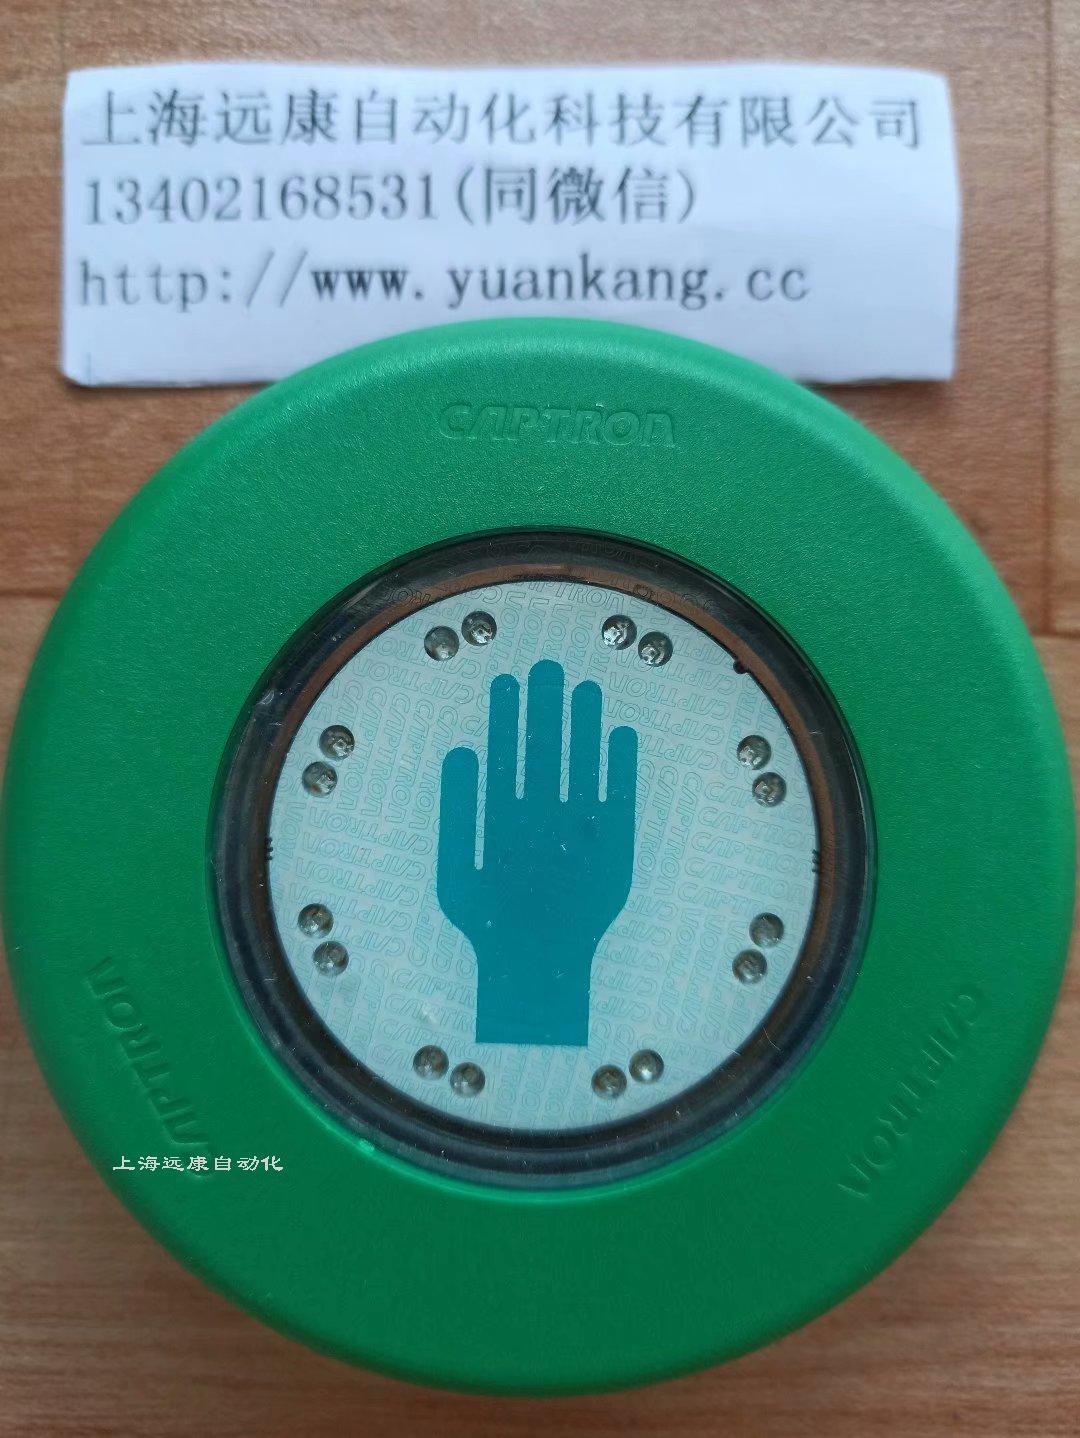 上海远康自动化科技有限公司
13402168531(同微信)
http://www.yuankang.cc
CAPTRON
CAPTRON
CAPTRON
上海远康自动化